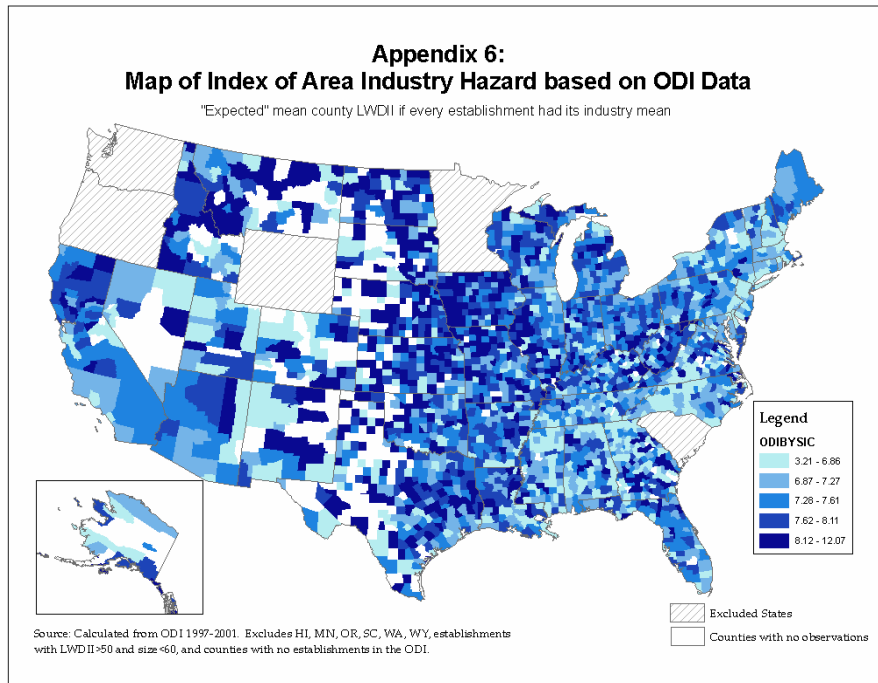 Appendix 6:
Map of Index of Area Industry Hazard based on ODI Data
"Expected" mean county LWDII if every establishment had its industry mean
Legend
ODIBYSIC
3.21 - 6.86
6.87 - 7.27
7.28 - 7.61
7.62 - 8.11
8.12 - 12.07
Excluded States
Counties with no observations
Source: Calculated from ODI 1997-2001. Excludes HI, MN, OR, SC, WA, WY, establishments
with LWDII>50 and size<60, and counties with no establishments in the ODI.